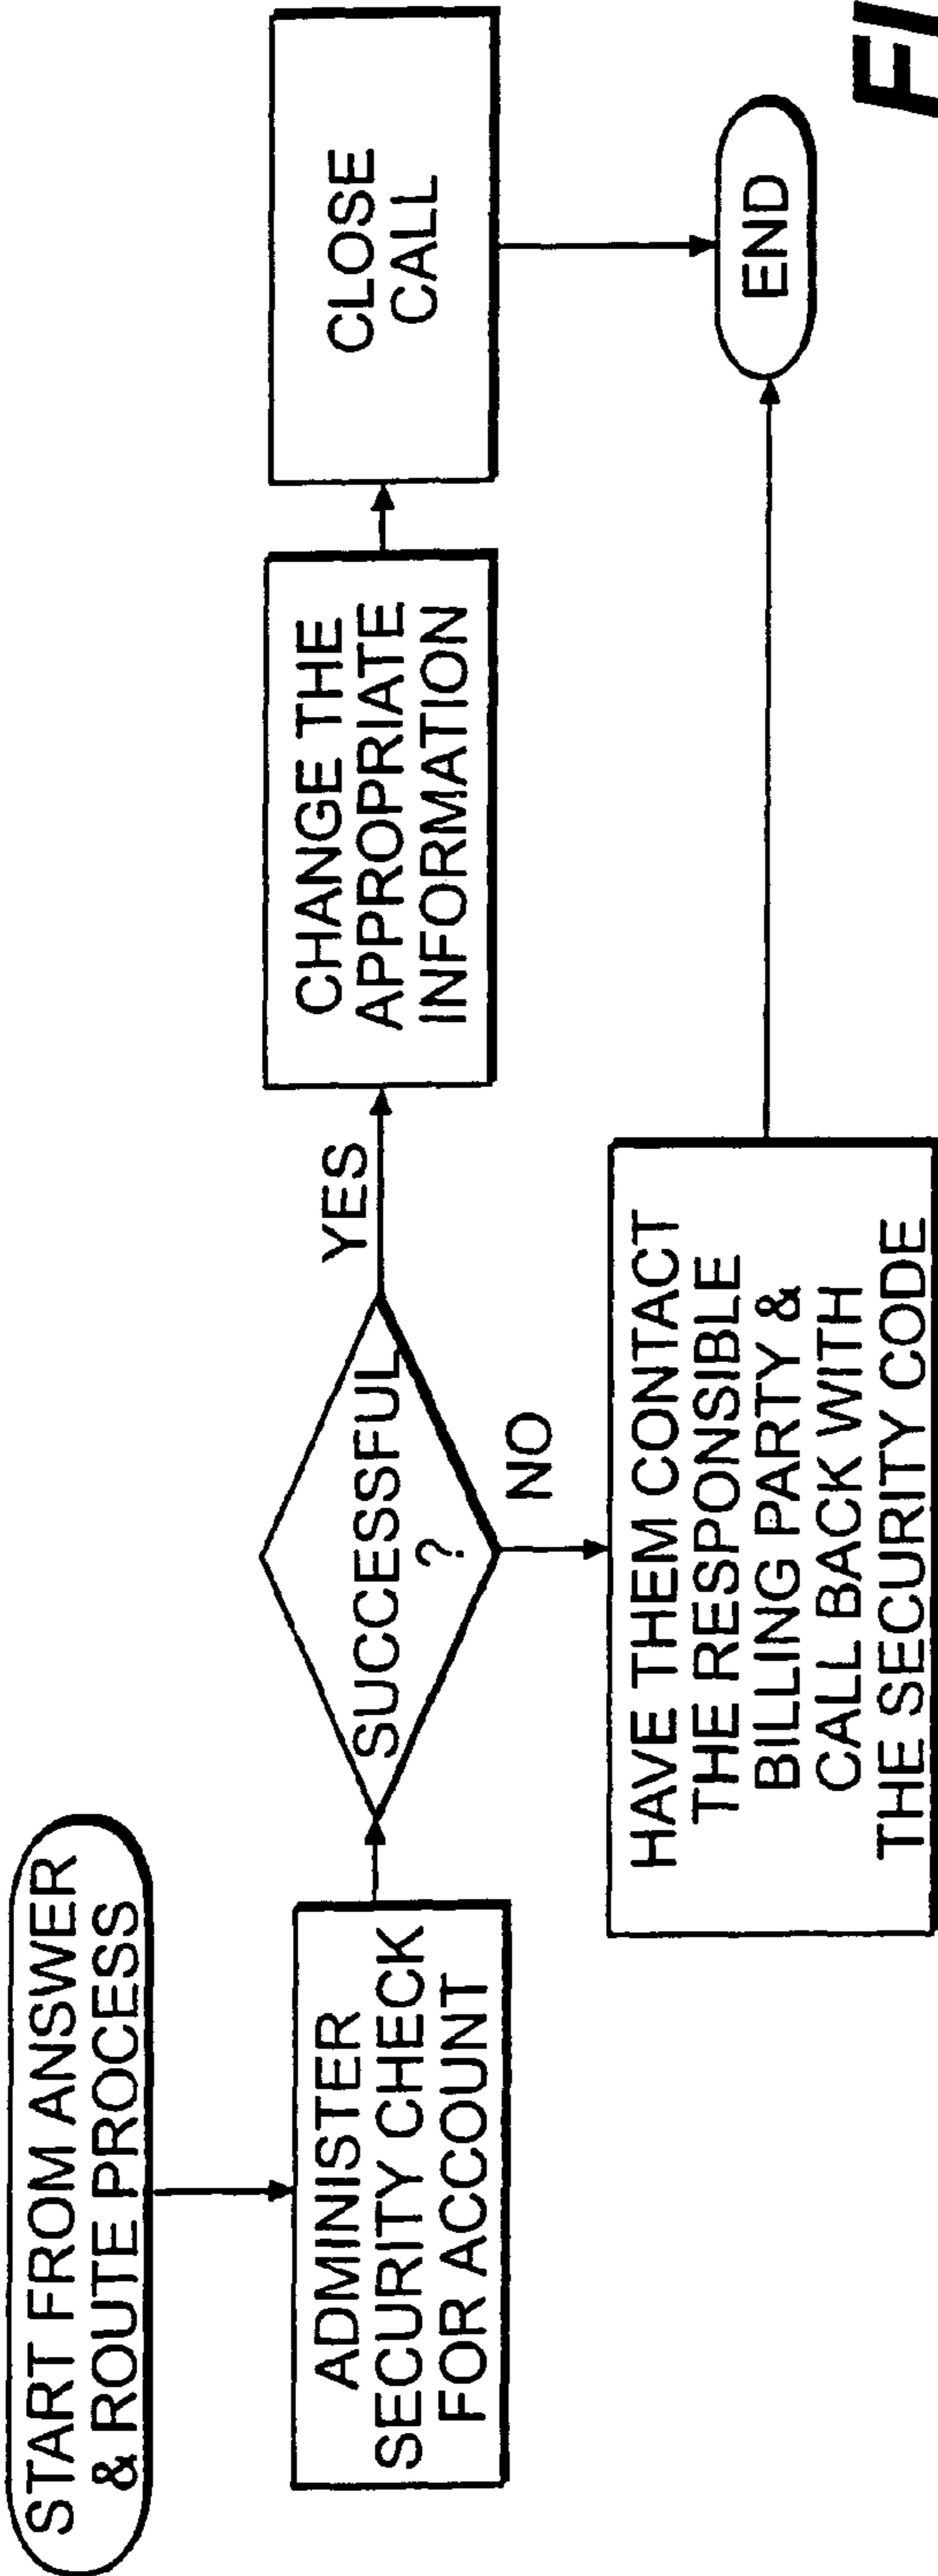 START FROM ANSWER
& ROUTE PROCESS
ADMINISTER
SECURITY CHECK
FOR ACCOUNT
SUCCESSFUL
?
YES
NO
CHANGE THE
APPROPRIATE
INFORMATION
CLOSE
CALL
HAVE THEM CONTACT
THE RESPONSIBLE
BILLING PARTY &
CALL BACK WITH
THE SECURITY CODE
END